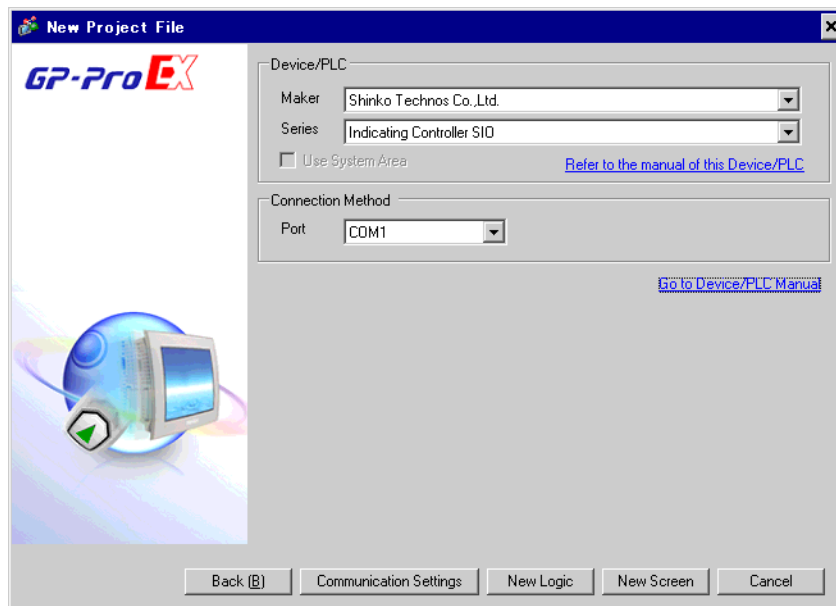 New Project File
GP-Pro EX
Device/PLC
Maker Shinko Technos Co.,Ltd.
Series Indicating Controller SIO
Use System Area Refer to the manual of this Device/PLC
Connection Method
Port COM1
Go to Device/PLC Manual
Back (B) Communication Settings New Logic New Screen Cancel